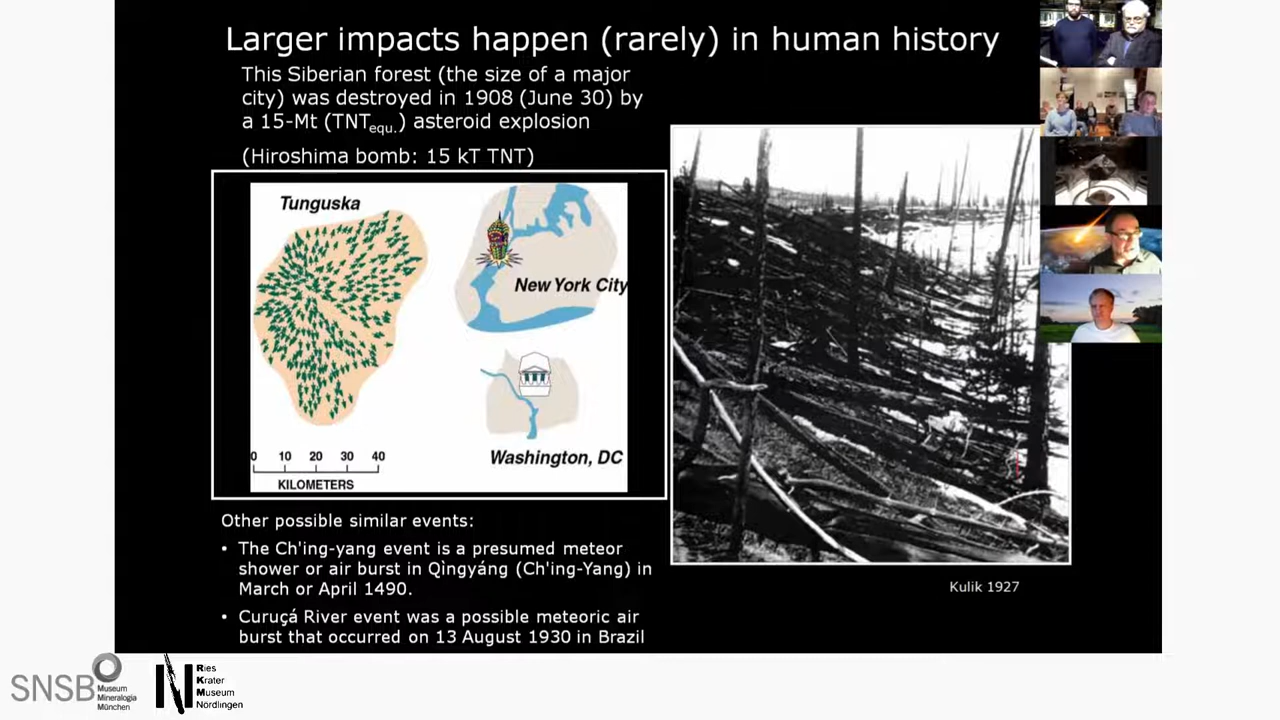 Larger impacts happen (rarely) in human history
This Siberian forest (the size of a major
city) was destroyed in 1908 (June 30) by
a 15-Mt (TNTequ.) asteroid explosion
(Hiroshima bomb: 15 kT TNT)
Tunguska
New York City
Washington, DC
0 10 20 30 40
KILOMETERS
Kulik 1927
Other possible similar events:
• The Ch'ing-yang event is a presumed meteor
shower or air burst in Qìngyáng (Ch'ing-Yang) in
March or April 1490.
• Curuçá River event was a possible meteoric air
burst that occurred on 13 August 1930 in Brazil
SNSB
Museum
Mineralogia
München
Ries
Krater
Museum
Nördlingen